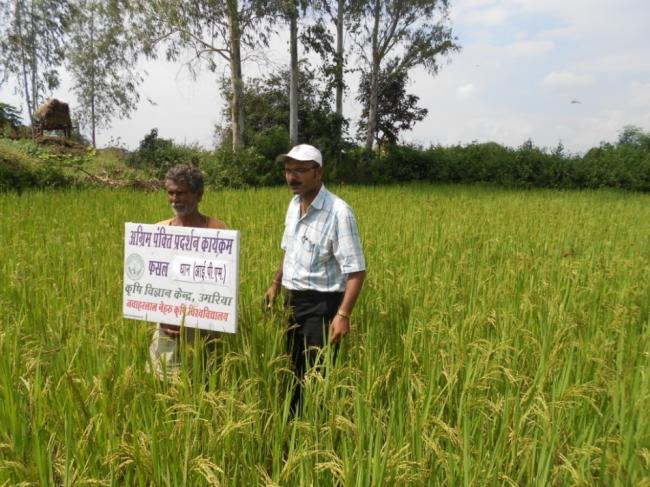 अग्रिम पंक्ति प्रदर्शन कार्यक्रम
फसल धान (आई.पी.एम.)
कृषि विज्ञान केन्द्र, उमरिया
जवाहरलाल नेहरू कृषि विश्वविद्यालय